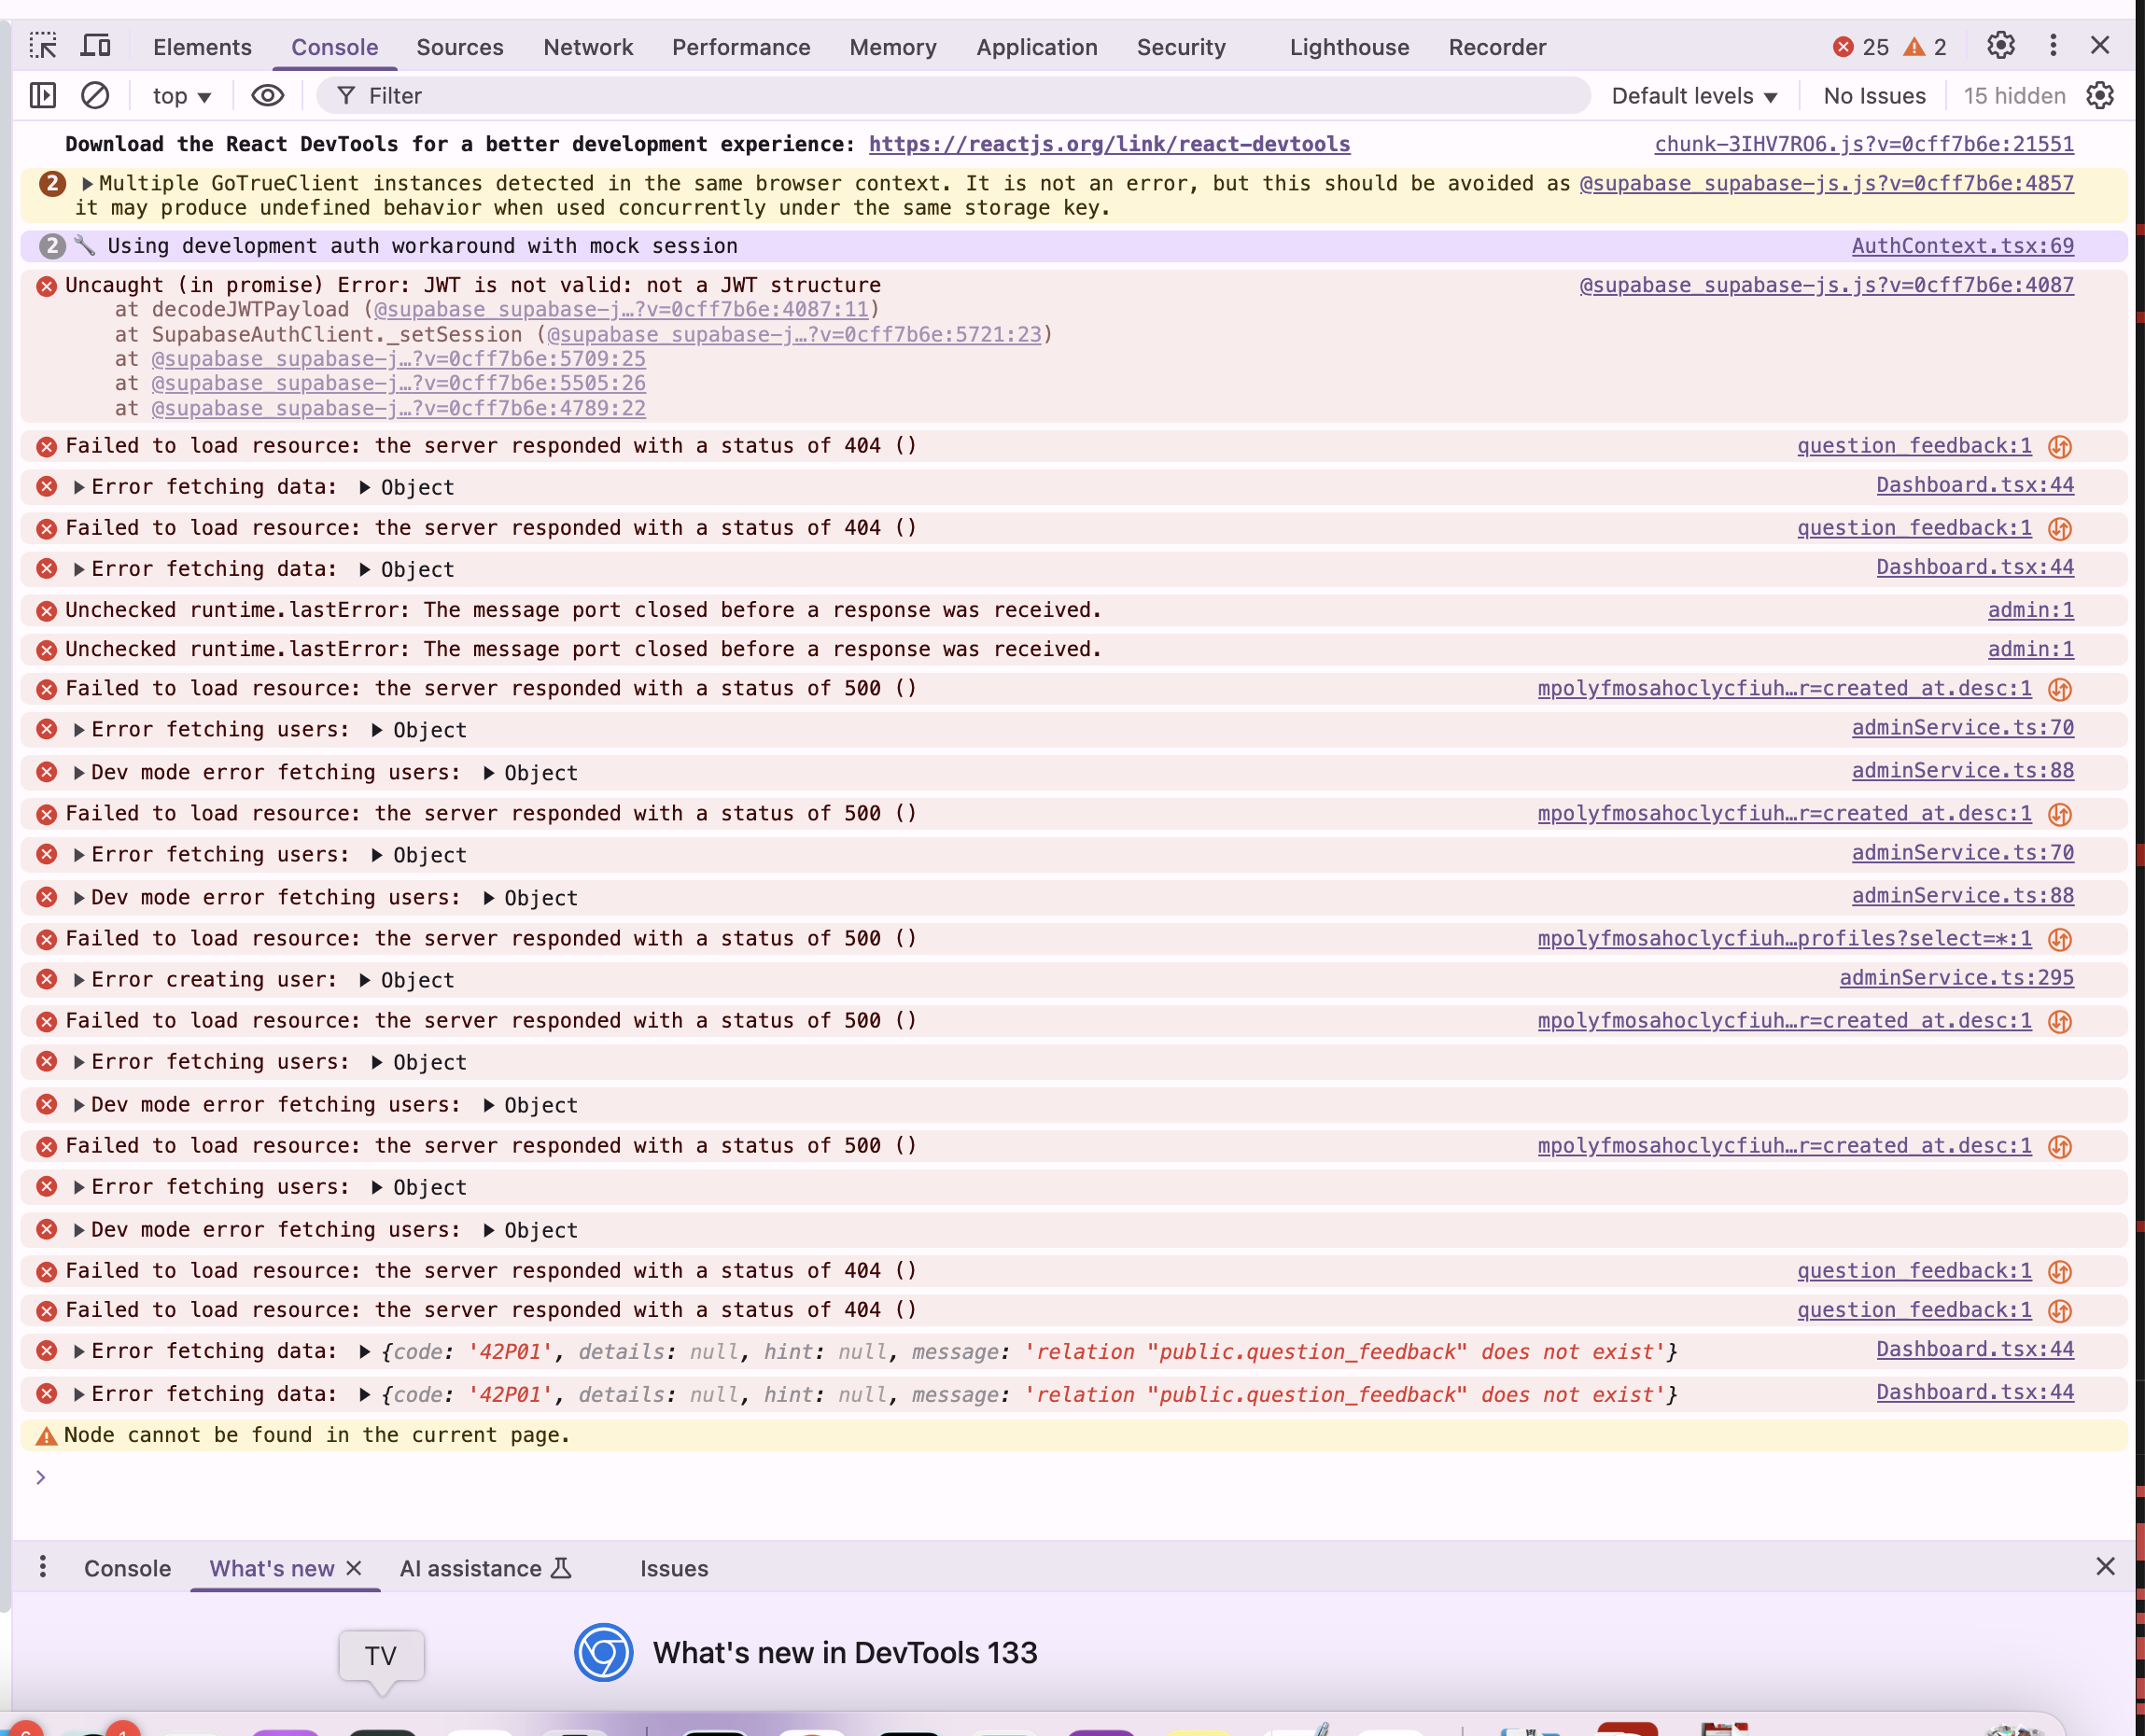 Elements Console Sources Network Performance Memory Application Security Lighthouse Recorder 25 2
top Filter Default levels No Issues 15 hidden
Download the React DevTools for a better development experience: https://reactjs.org/link/react-devtools chunk-3IHV7RO6.js?v=0cff7b6e:21551
2 Multiple GoTrueClient instances detected in the same browser context. It is not an error, but this should be avoided as @supabase_supabase-js.js?v=0cff7b6e:4857
it may produce undefined behavior when used concurrently under the same storage key.
2 🔧 Using development auth workaround with mock session AuthContext.tsx:69
Uncaught (in promise) Error: JWT is not valid: not a JWT structure @supabase_supabase-js.js?v=0cff7b6e:4087
at decodeJWTPayload (@supabase_supabase-j…?v=0cff7b6e:4087:11)
at SupabaseAuthClient._setSession (@supabase_supabase-j…?v=0cff7b6e:5721:23)
at @supabase_supabase-j…?v=0cff7b6e:5709:25
at @supabase_supabase-j…?v=0cff7b6e:5505:26
at @supabase_supabase-j…?v=0cff7b6e:4789:22
Failed to load resource: the server responded with a status of 404 () question_feedback:1
Error fetching data: Object Dashboard.tsx:44
Failed to load resource: the server responded with a status of 404 () question_feedback:1
Error fetching data: Object Dashboard.tsx:44
Unchecked runtime.lastError: The message port closed before a response was received. admin:1
Unchecked runtime.lastError: The message port closed before a response was received. admin:1
Failed to load resource: the server responded with a status of 500 () mpolyfmosahoclycfiuh…r=created_at.desc:1
Error fetching users: Object adminService.ts:70
Dev mode error fetching users: Object adminService.ts:88
Failed to load resource: the server responded with a status of 500 () mpolyfmosahoclycfiuh…r=created_at.desc:1
Error fetching users: Object adminService.ts:70
Dev mode error fetching users: Object adminService.ts:88
Failed to load resource: the server responded with a status of 500 () mpolyfmosahoclycfiuh…profiles?select=*:1
Error creating user: Object adminService.ts:295
Failed to load resource: the server responded with a status of 500 () mpolyfmosahoclycfiuh…r=created_at.desc:1
Error fetching users: Object
Dev mode error fetching users: Object
Failed to load resource: the server responded with a status of 500 () mpolyfmosahoclycfiuh…r=created_at.desc:1
Error fetching users: Object
Dev mode error fetching users: Object
Failed to load resource: the server responded with a status of 404 () question_feedback:1
Failed to load resource: the server responded with a status of 404 () question_feedback:1
Error fetching data: {code: '42P01', details: null, hint: null, message: 'relation "public.question_feedback" does not exist'} Dashboard.tsx:44
Error fetching data: {code: '42P01', details: null, hint: null, message: 'relation "public.question_feedback" does not exist'} Dashboard.tsx:44
Node cannot be found in the current page.
Console What's new AI assistance Issues
What's new in DevTools 133
TV